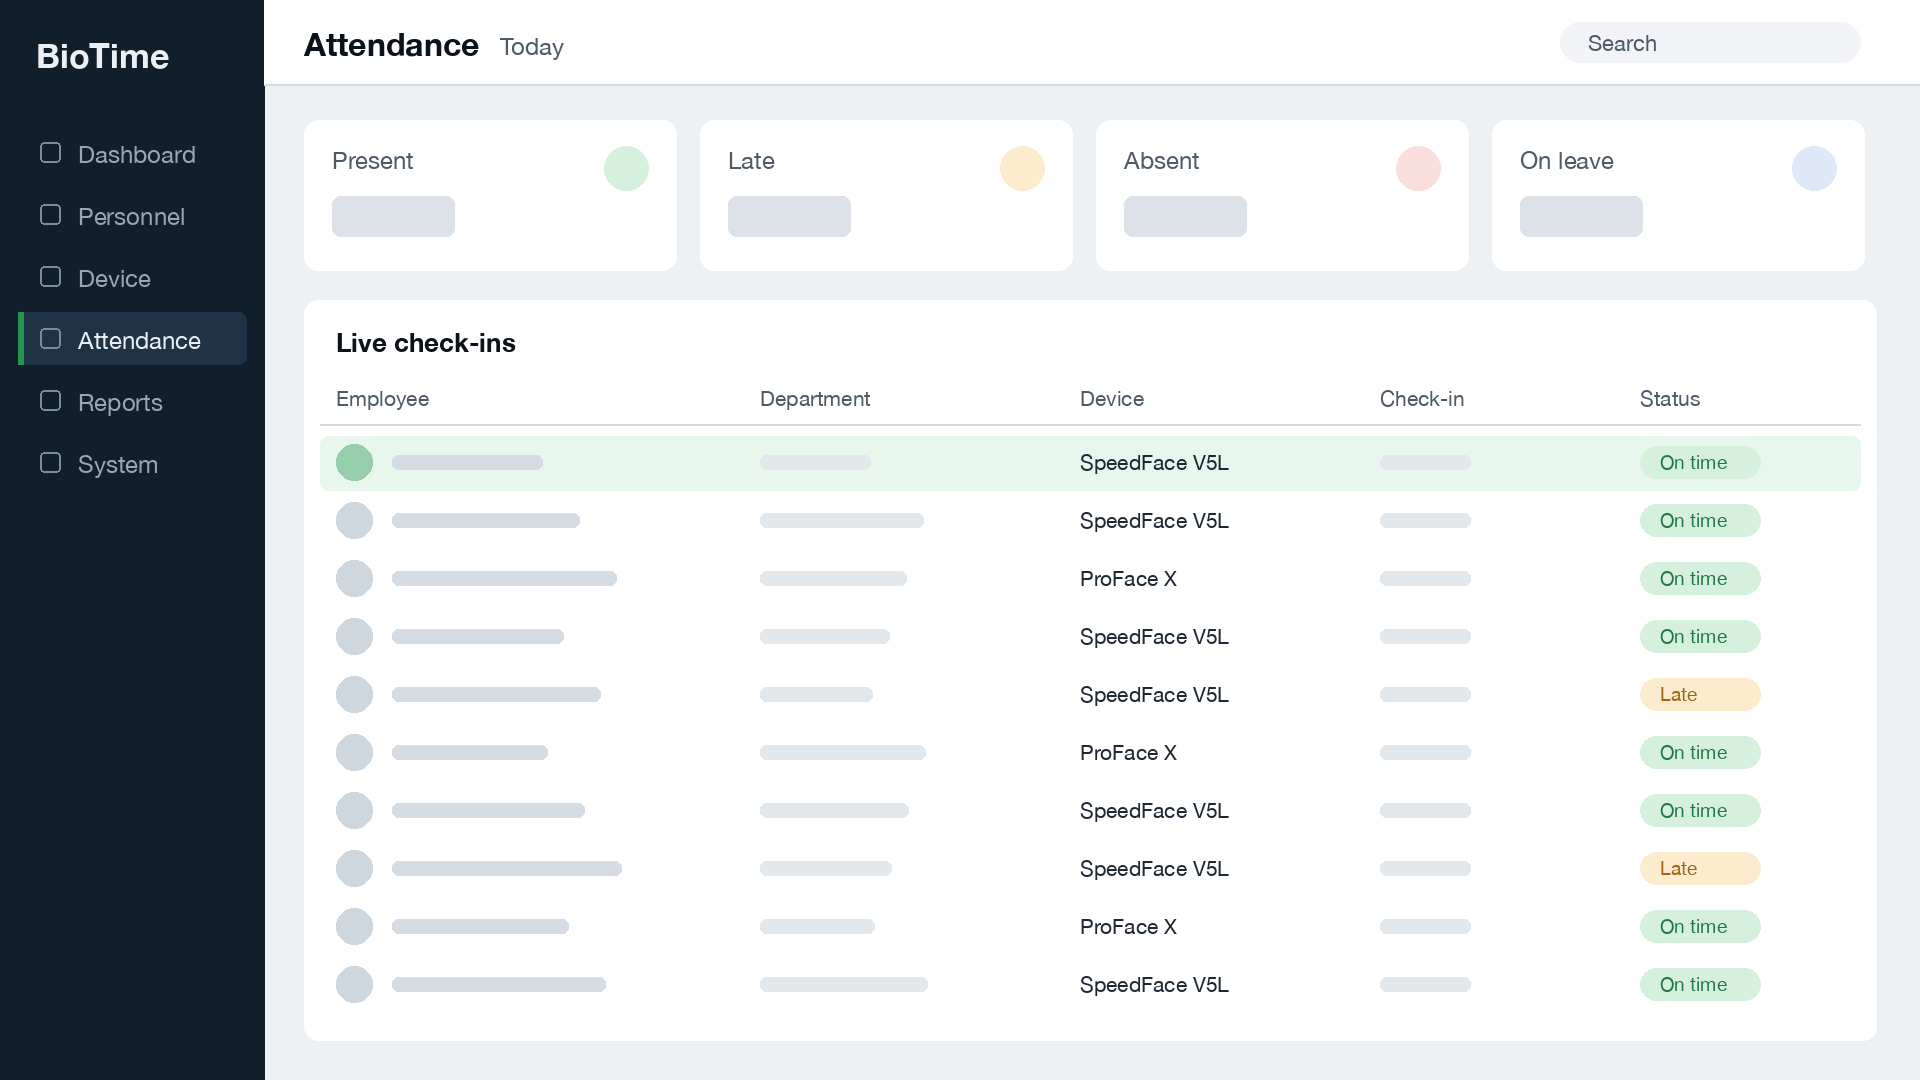 BioTime
Dashboard
Personnel
Device
Attendance
Reports
System
Attendance Today
Search
Present
Late
Absent
On leave
Live check-ins
Employee Department Device Check-in Status
SpeedFace V5L On time
SpeedFace V5L On time
ProFace X On time
SpeedFace V5L On time
SpeedFace V5L Late
ProFace X On time
SpeedFace V5L On time
SpeedFace V5L Late
ProFace X On time
SpeedFace V5L On time